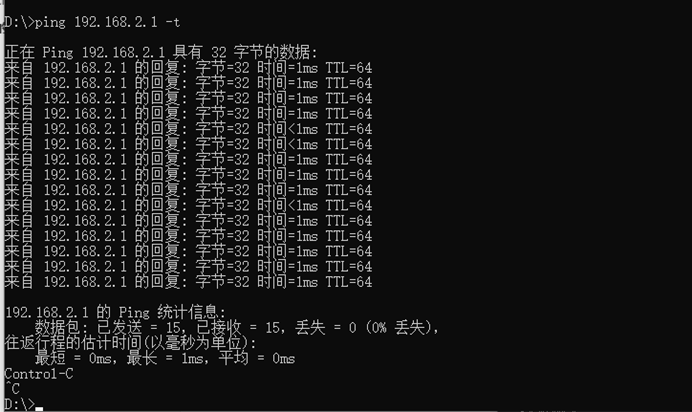 D:\>ping 192.168.2.1 -t
正在 Ping 192.168.2.1 具有 32 字节的数据:
来自 192.168.2.1 的回复: 字节=32 时间=1ms TTL=64
来自 192.168.2.1 的回复: 字节=32 时间=1ms TTL=64
来自 192.168.2.1 的回复: 字节=32 时间=1ms TTL=64
来自 192.168.2.1 的回复: 字节=32 时间=1ms TTL=64
来自 192.168.2.1 的回复: 字节=32 时间<1ms TTL=64
来自 192.168.2.1 的回复: 字节=32 时间<1ms TTL=64
来自 192.168.2.1 的回复: 字节=32 时间=1ms TTL=64
来自 192.168.2.1 的回复: 字节=32 时间=1ms TTL=64
来自 192.168.2.1 的回复: 字节=32 时间=1ms TTL=64
来自 192.168.2.1 的回复: 字节=32 时间<1ms TTL=64
来自 192.168.2.1 的回复: 字节=32 时间=1ms TTL=64
来自 192.168.2.1 的回复: 字节=32 时间=1ms TTL=64
来自 192.168.2.1 的回复: 字节=32 时间=1ms TTL=64
来自 192.168.2.1 的回复: 字节=32 时间=1ms TTL=64
来自 192.168.2.1 的回复: 字节=32 时间=1ms TTL=64
192.168.2.1 的 Ping 统计信息:
数据包: 已发送 = 15，已接收 = 15，丢失 = 0 (0% 丢失)，
往返行程的估计时间(以毫秒为单位):
最短 = 0ms，最长 = 1ms，平均 = 0ms
Control-C
^C
D:\>